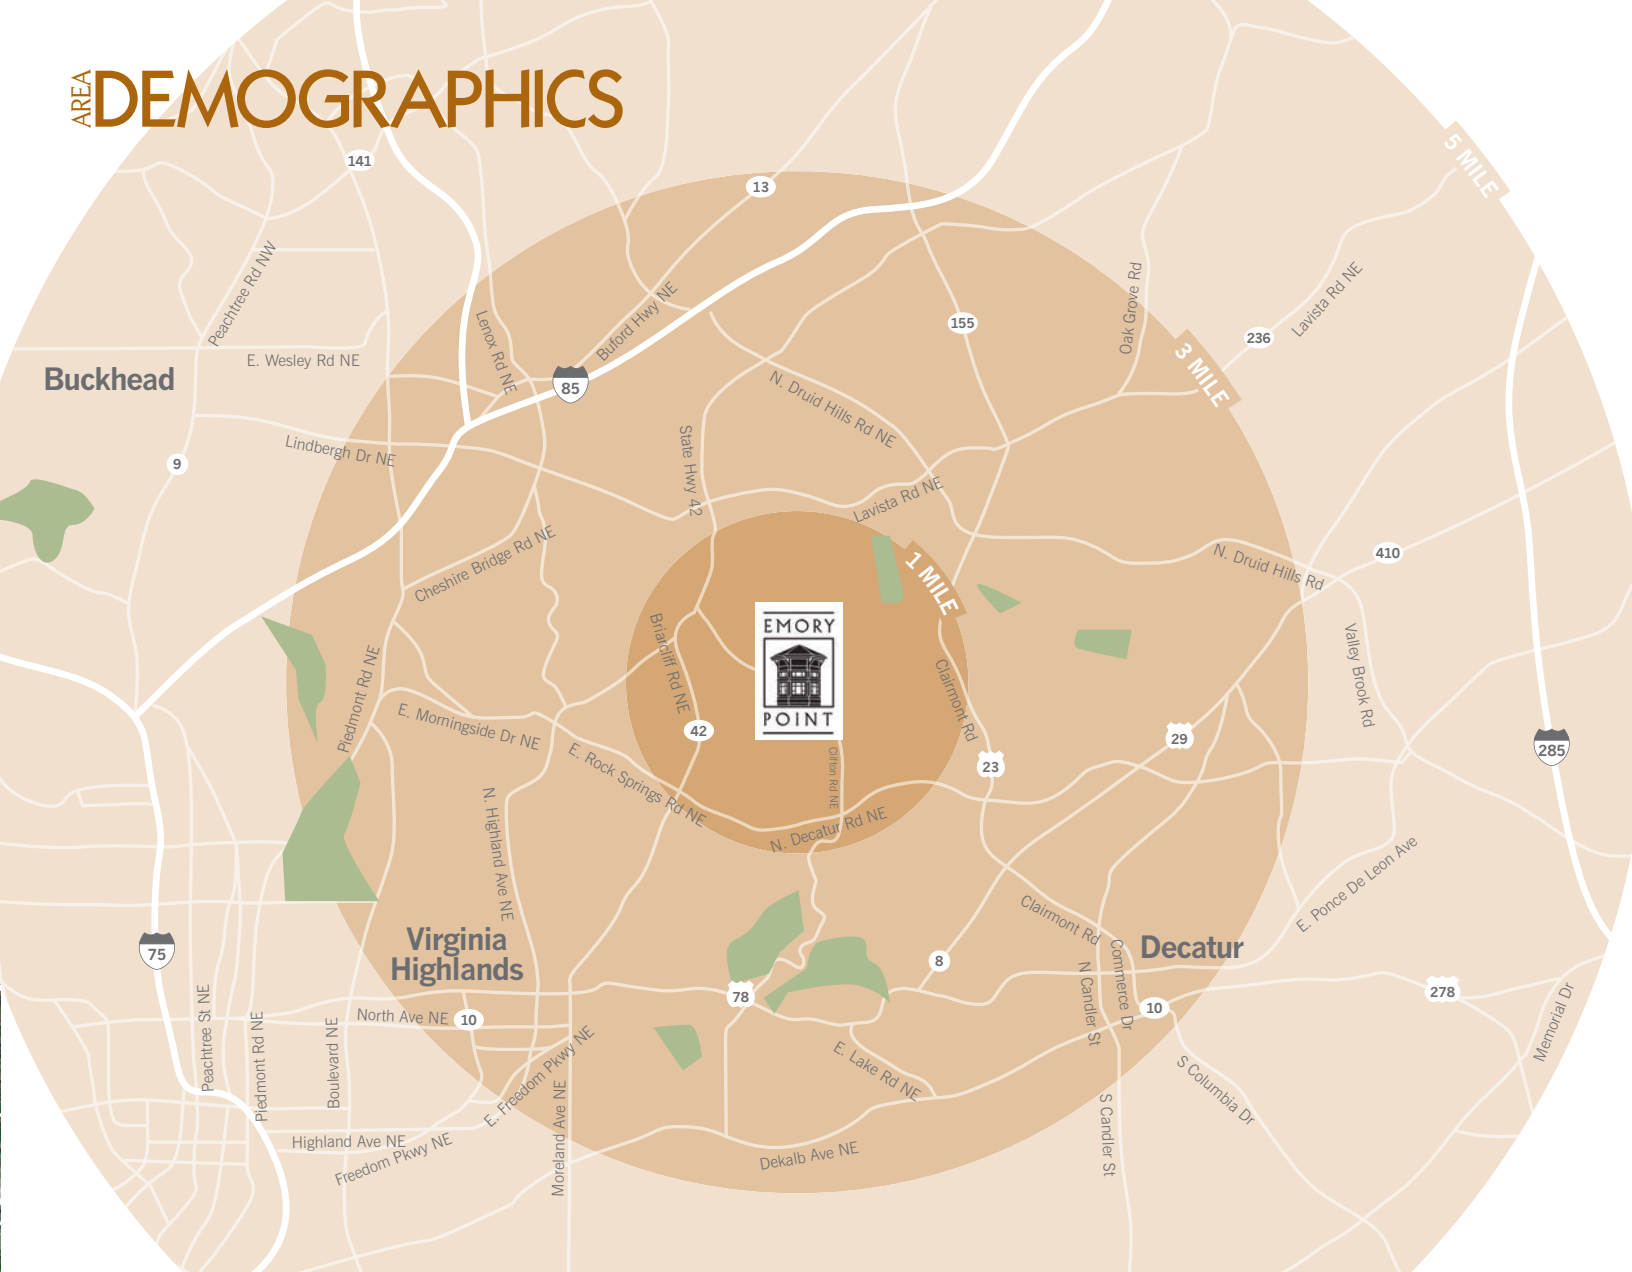 AREA
DEMOGRAPHICS
5 MILE
141
13
Peachtree Rd NW
Oak Grove Rd
Lavista Rd NE
Lenox Rd NE
Buford Hwy NE
155
236
E. Wesley Rd NE
3 MILE
Buckhead
85
N. Druid Hills Rd NE
Lindbergh Dr NE
State Hwy 42
9
Lavista Rd NE
Cheshire Bridge Rd NE
1 MILE
N. Druid Hills Rd
410
EMORY
POINT
Briarcliff Rd NE
Valley Brook Rd
Piedmont Rd NE
Clairmont Rd
E. Morningside Dr NE
42
29
285
E. Rock Springs Rd NE
Clifton Rd NE
23
N. Highland Ave NE
N. Decatur Rd NE
E. Ponce De Leon Ave
Clairmont Rd
Virginia
Highlands
Decatur
75
8
Commerce Dr
N Candler St
78
278
Peachtree St NE
North Ave NE
10
10
Piedmont Rd NE
Boulevard NE
Memorial Dr
E. Freedom Pkwy NE
E. Lake Rd NE
S Columbia Dr
Moreland Ave NE
S Candler St
Highland Ave NE
Freedom Pkwy NE
Dekalb Ave NE